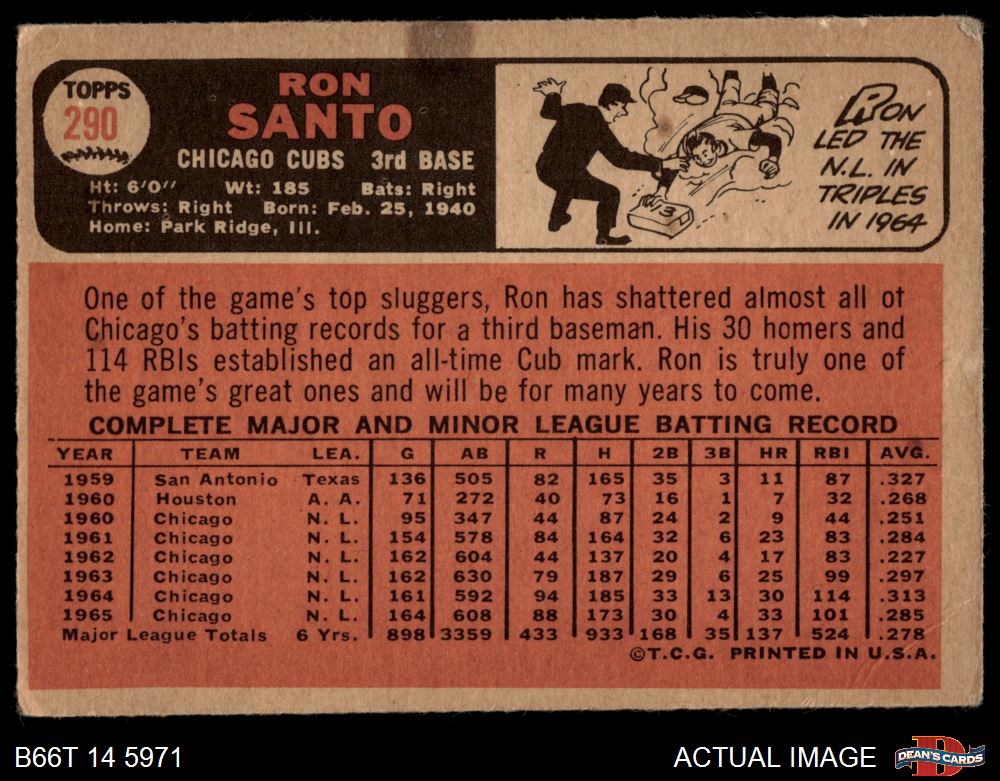 TOPPS
290
RON
SANTO
CHICAGO CUBS 3rd BASE
Ht: 6'0" Wt: 185 Bats: Right
Throws: Right Born: Feb. 25, 1940
Home: Park Ridge, Ill.
13
RON
LED THE
N.L. IN
TRIPLES
IN 1964
One of the game's top sluggers, Ron has shattered almost all of
Chicago's batting records for a third baseman. His 30 homers and
114 RBIs established an all-time Cub mark. Ron is truly one of
the game's great ones and will be for many years to come.
COMPLETE MAJOR AND MINOR LEAGUE BATTING RECORD
YEAR TEAM LEA. G AB R H 2B 3B HR RBI AVG.
1959 San Antonio Texas 136 505 82 165 35 3 11 87 .327
1960 Houston A. A. 71 272 40 73 16 1 7 32 .268
1960 Chicago N. L. 95 347 44 87 24 2 9 44 .251
1961 Chicago N. L. 154 578 84 164 32 6 23 83 .284
1962 Chicago N. L. 162 604 44 137 20 4 17 83 .227
1963 Chicago N. L. 162 630 79 187 29 6 25 99 .297
1964 Chicago N. L. 161 592 94 185 33 13 30 114 .313
1965 Chicago N. L. 164 608 88 173 30 4 33 101 .285
Major League Totals 6 Yrs. 898 3359 433 933 168 35 137 524 .278
©T.C.G. PRINTED IN U.S.A.
B66T 14 5971
ACTUAL IMAGE
D
DEAN'S CARDS